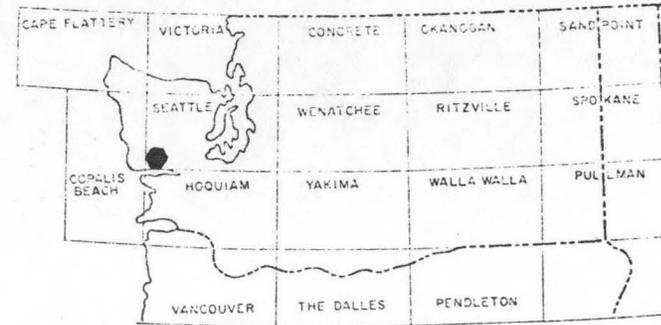 CAPE FLATTERY
VICTORIA
CONCRETE
OKANOGAN
SANDPOINT
SEATTLE
WENATCHEE
RITZVILLE
SPOKANE
COPALIS
BEACH
HOQUIAM
YAKIMA
WALLA WALLA
PULLMAN
VANCOUVER
THE DALLES
PENDLETON